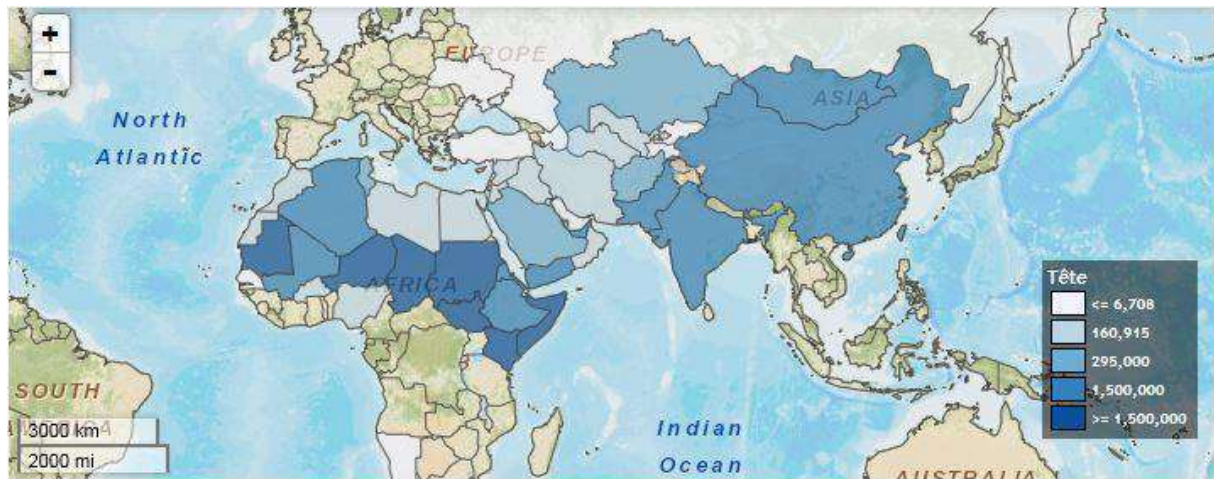 +
-
EUROPE
ASIA
North
Atlantic
AFRICA
SOUTH
AMERICA
3000 km
2000 mi
Indian
Ocean
AUSTRALIA
Tête
<= 6,708
160,915
295,000
1,500,000
>= 1,500,000